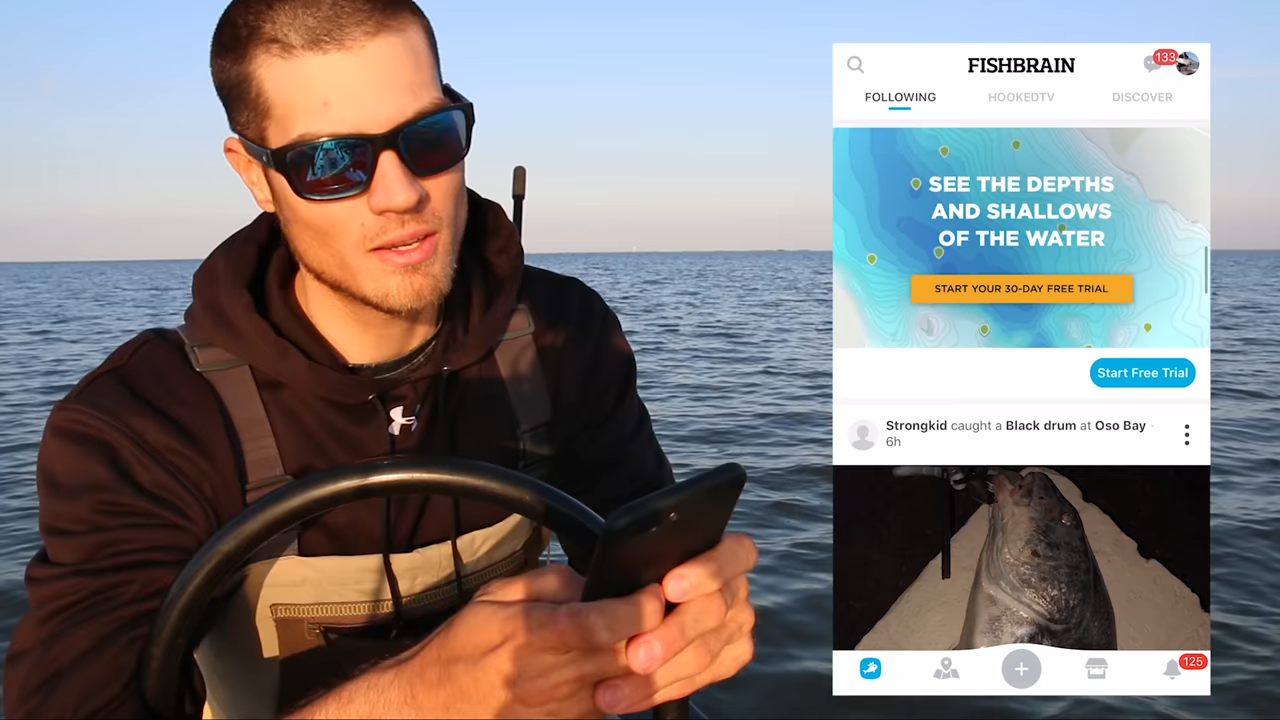 FISHBRAIN
133
FOLLOWING
HOOKEDTV
DISCOVER
SEE THE DEPTHS
AND SHALLOWS
OF THE WATER
START YOUR 30-DAY FREE TRIAL
Start Free Trial
Strongkid caught a Black drum at Oso Bay ·
6h
125